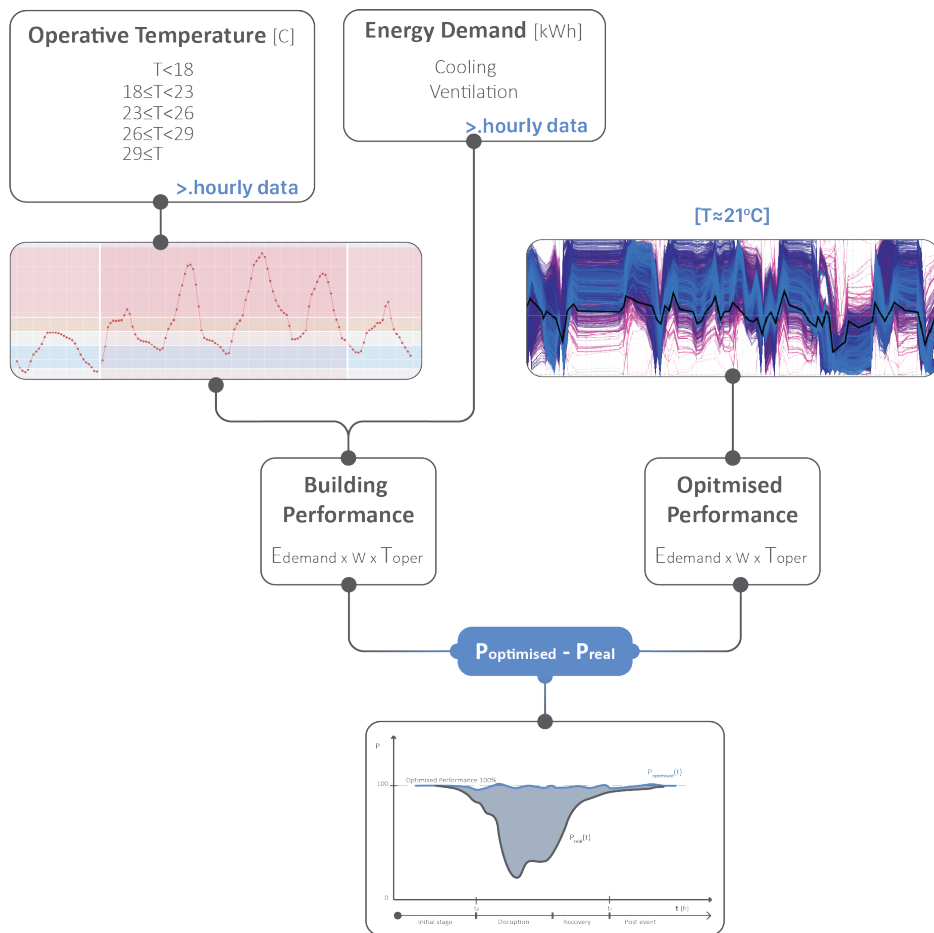 Operative Temperature [C]
T<18
18≤T<23
23≤T<26
26≤T<29
29≤T
>.hourly data
Energy Demand [kWh]
Cooling
Ventilation
>.hourly data
[T≈21°C]
Building
Performance
Edemand x w x Toper
Opitmised
Performance
Edemand x w x Toper
Poptimised - Preal
P
Poptimised(t)
Optimised Performance 100%
100
Preal(t)
0
t [h]
Initial stage
Disruption
Recovery
Post event